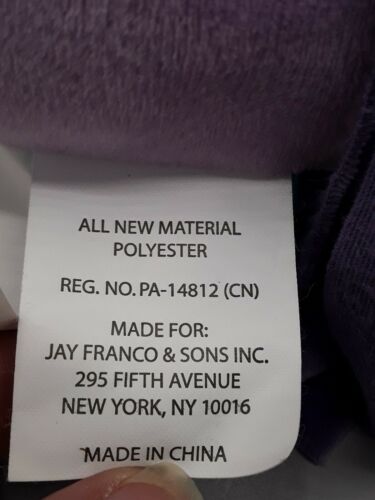 ALL NEW MATERIAL
POLYESTER
REG. NO. PA-14812 (CN)
MADE FOR:
JAY FRANCO & SONS INC.
295 FIFTH AVENUE
NEW YORK, NY 10016
MADE IN CHINA